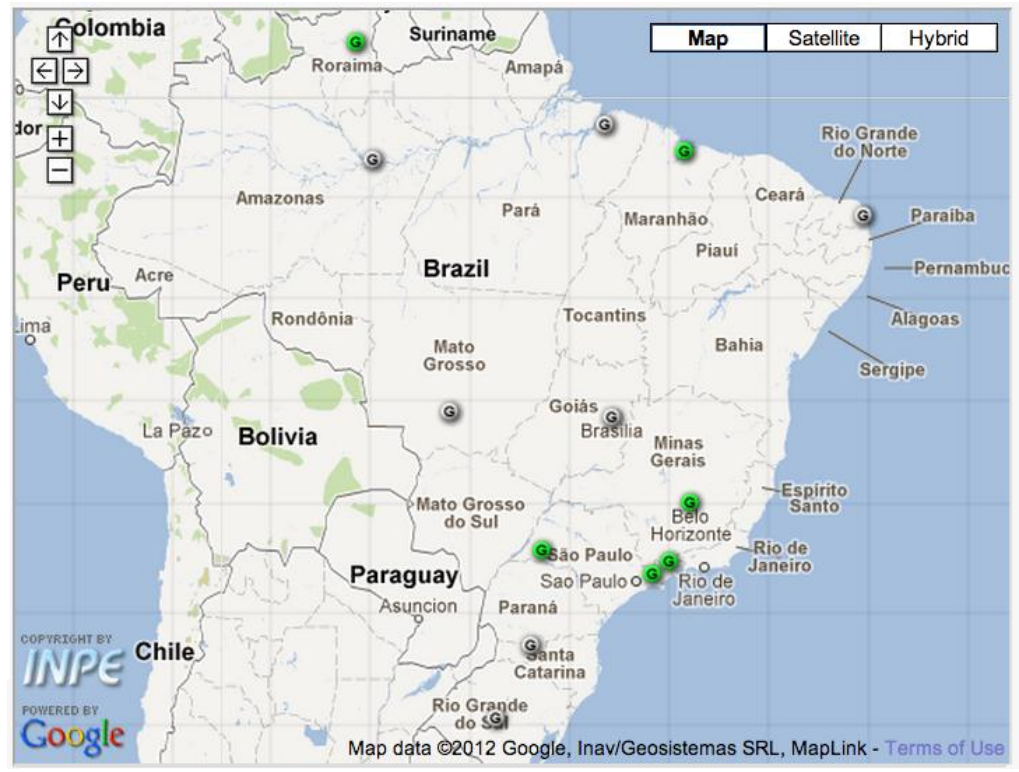 Colombia
Suriname
Map
Satellite
Hybrid
G
Roraima
Amapá
dor
G
Rio Grande
do Norte
G
G
Amazonas
Pará
Ceará
G
Maranhão
Paraiba
Piauí
Peru
Acre
Brazil
Pernambuc
Lima
Rondônia
Tocantins
Alagoas
Mato
Grosso
Bahia
Sergipe
G
Goiás
G
La Paz
Bolivia
Brasilia
Minas
Gerais
Mato Grosso
do Sul
G
Espírito
Santo
Belo
Horizonte
G
São Paulo
G
Rio de
Janeiro
Paraguay
Sao Paulo
G
Rio de
Janeiro
Asuncion
Paraná
COPYRIGHT BY
INPE
Chile
G
Santa
Catarina
POWERED BY
Google
Rio Grande
do Sul
G
Map data ©2012 Google, Inav/Geosistemas SRL, MapLink - Terms of Use